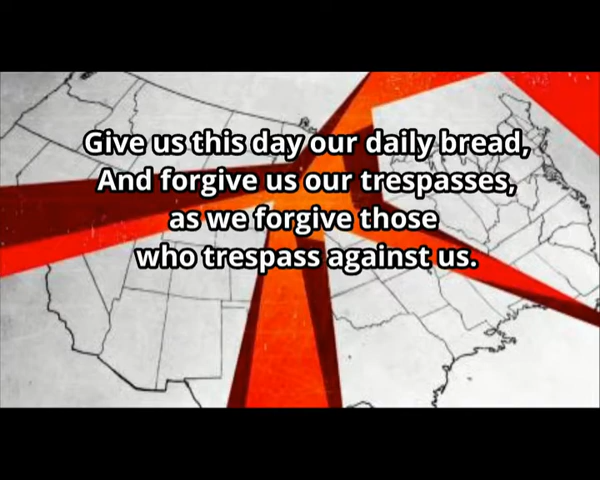 Give us this day our daily bread,
And forgive us our trespasses,
as we forgive those
who trespass against us.